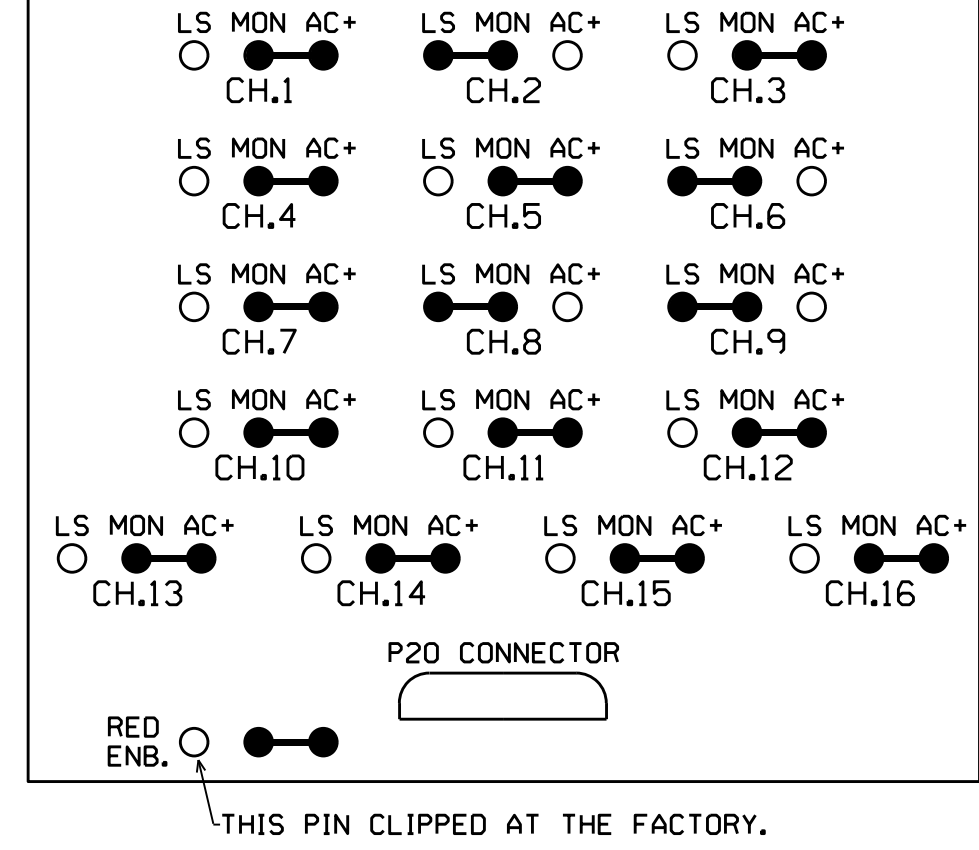 LS MON AC+ LS MON AC+ LS MON AC+
CH.1 CH.2 CH.3
LS MON AC+ LS MON AC+ LS MON AC+
CH.4 CH.5 CH.6
LS MON AC+ LS MON AC+ LS MON AC+
CH.7 CH.8 CH.9
LS MON AC+ LS MON AC+ LS MON AC+
CH.10 CH.11 CH.12
LS MON AC+ LS MON AC+ LS MON AC+ LS MON AC+
CH.13 CH.14 CH.15 CH.16
P20 CONNECTOR
RED
ENB.
THIS PIN CLIPPED AT THE FACTORY.